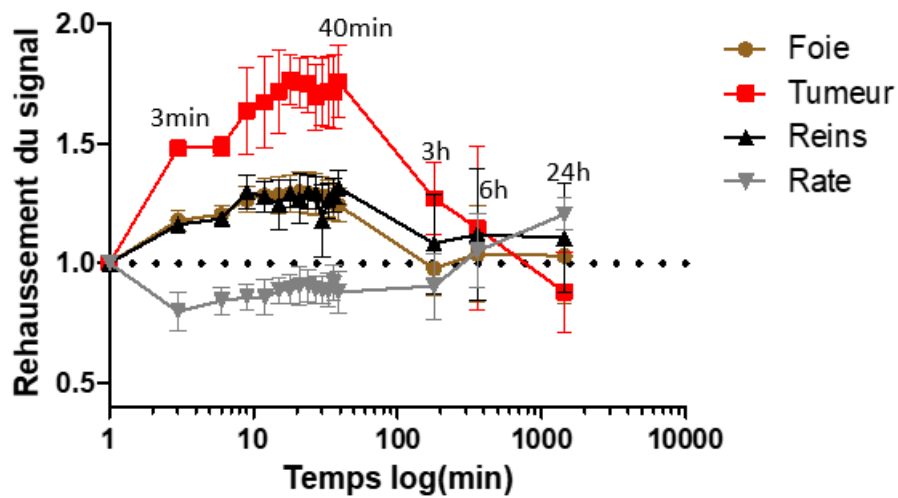 Rehaussement du signal
2.0
1.5
1.0
0.5
3min
40min
3h
6h
24h
1
10
100
1000
10000
Temps log(min)
Foie
Tumeur
Reins
Rate